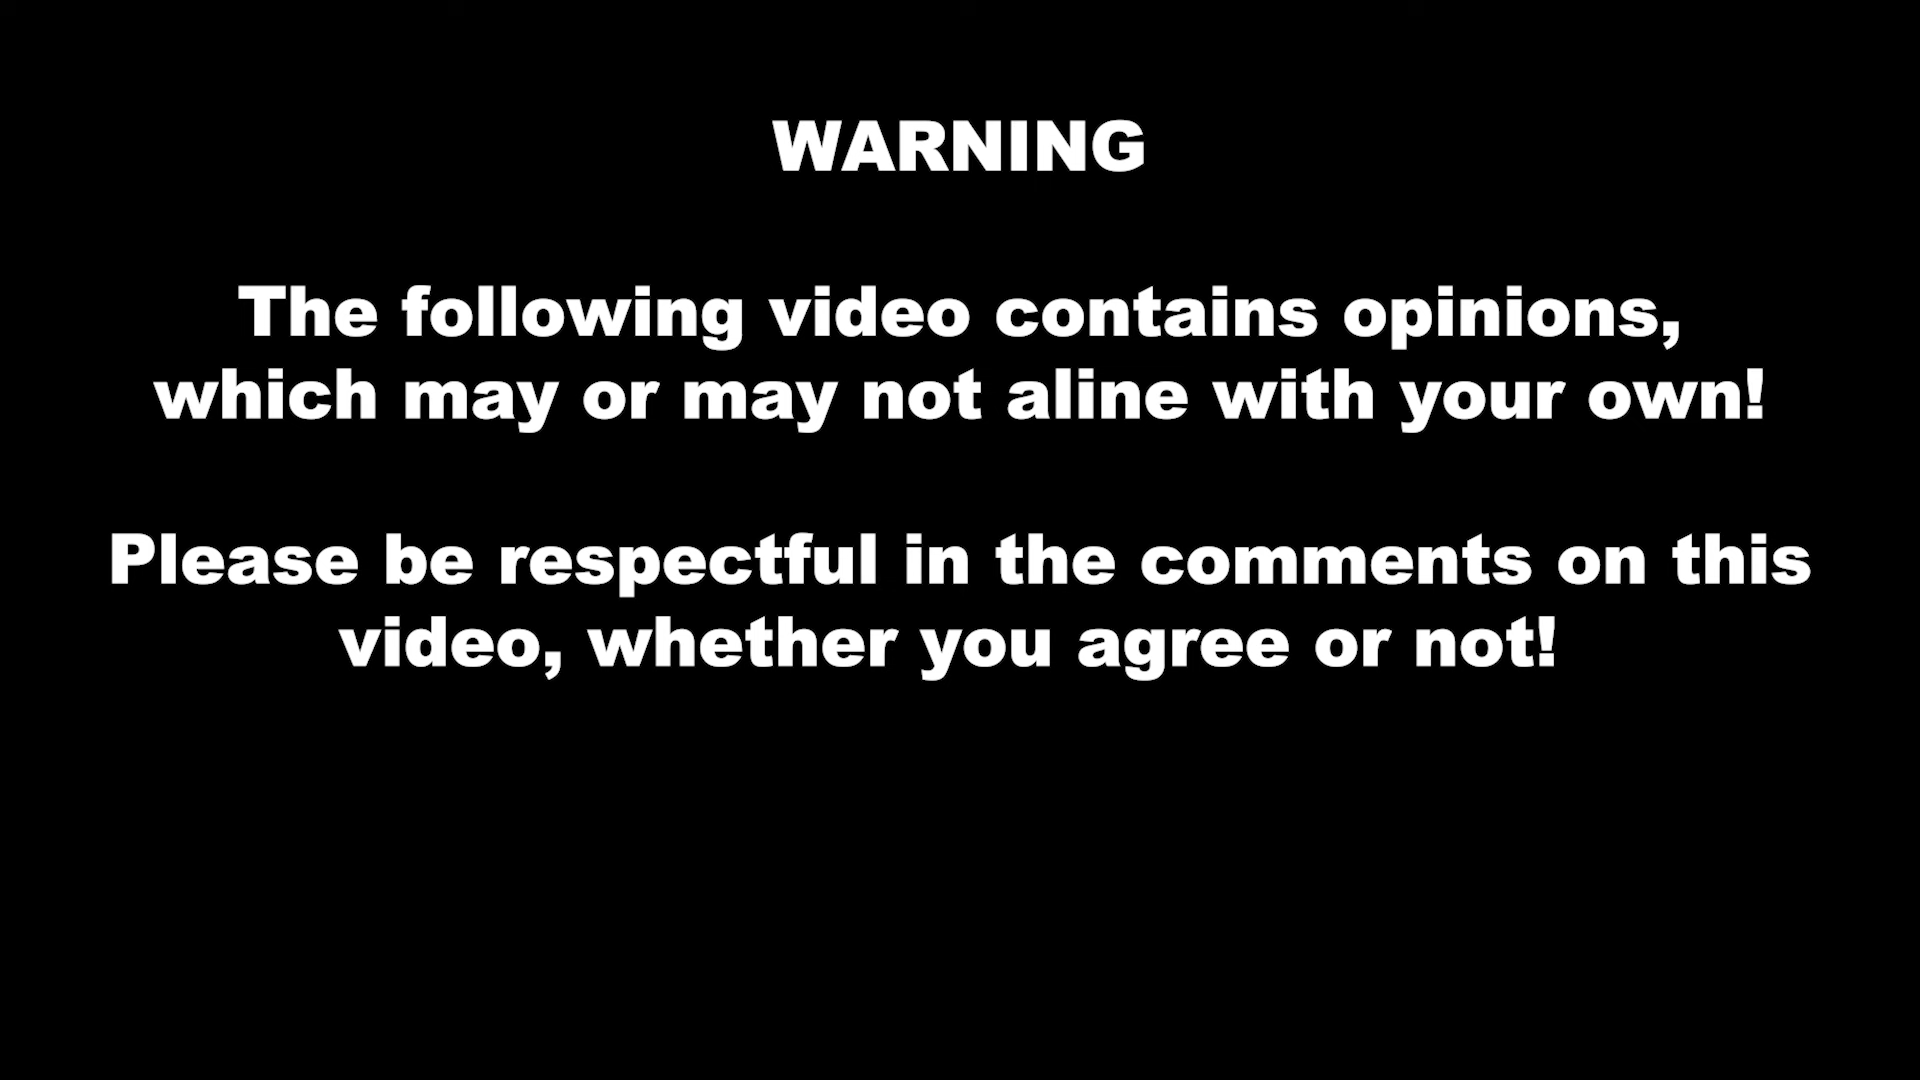 WARNING
The following video contains opinions,
which may or may not aline with your own!
Please be respectful in the comments on this
video, whether you agree or not!